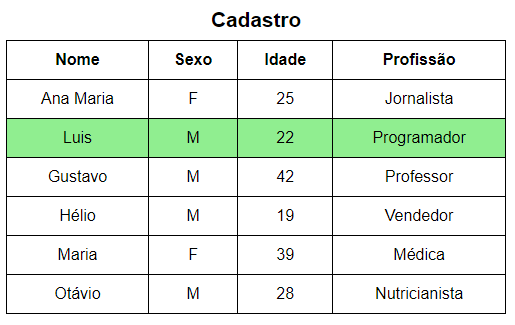 Cadastro
Nome Sexo Idade Profissão
Ana Maria F 25 Jornalista
Luis M 22 Programador
Gustavo M 42 Professor
Hélio M 19 Vendedor
Maria F 39 Médica
Otávio M 28 Nutricianista